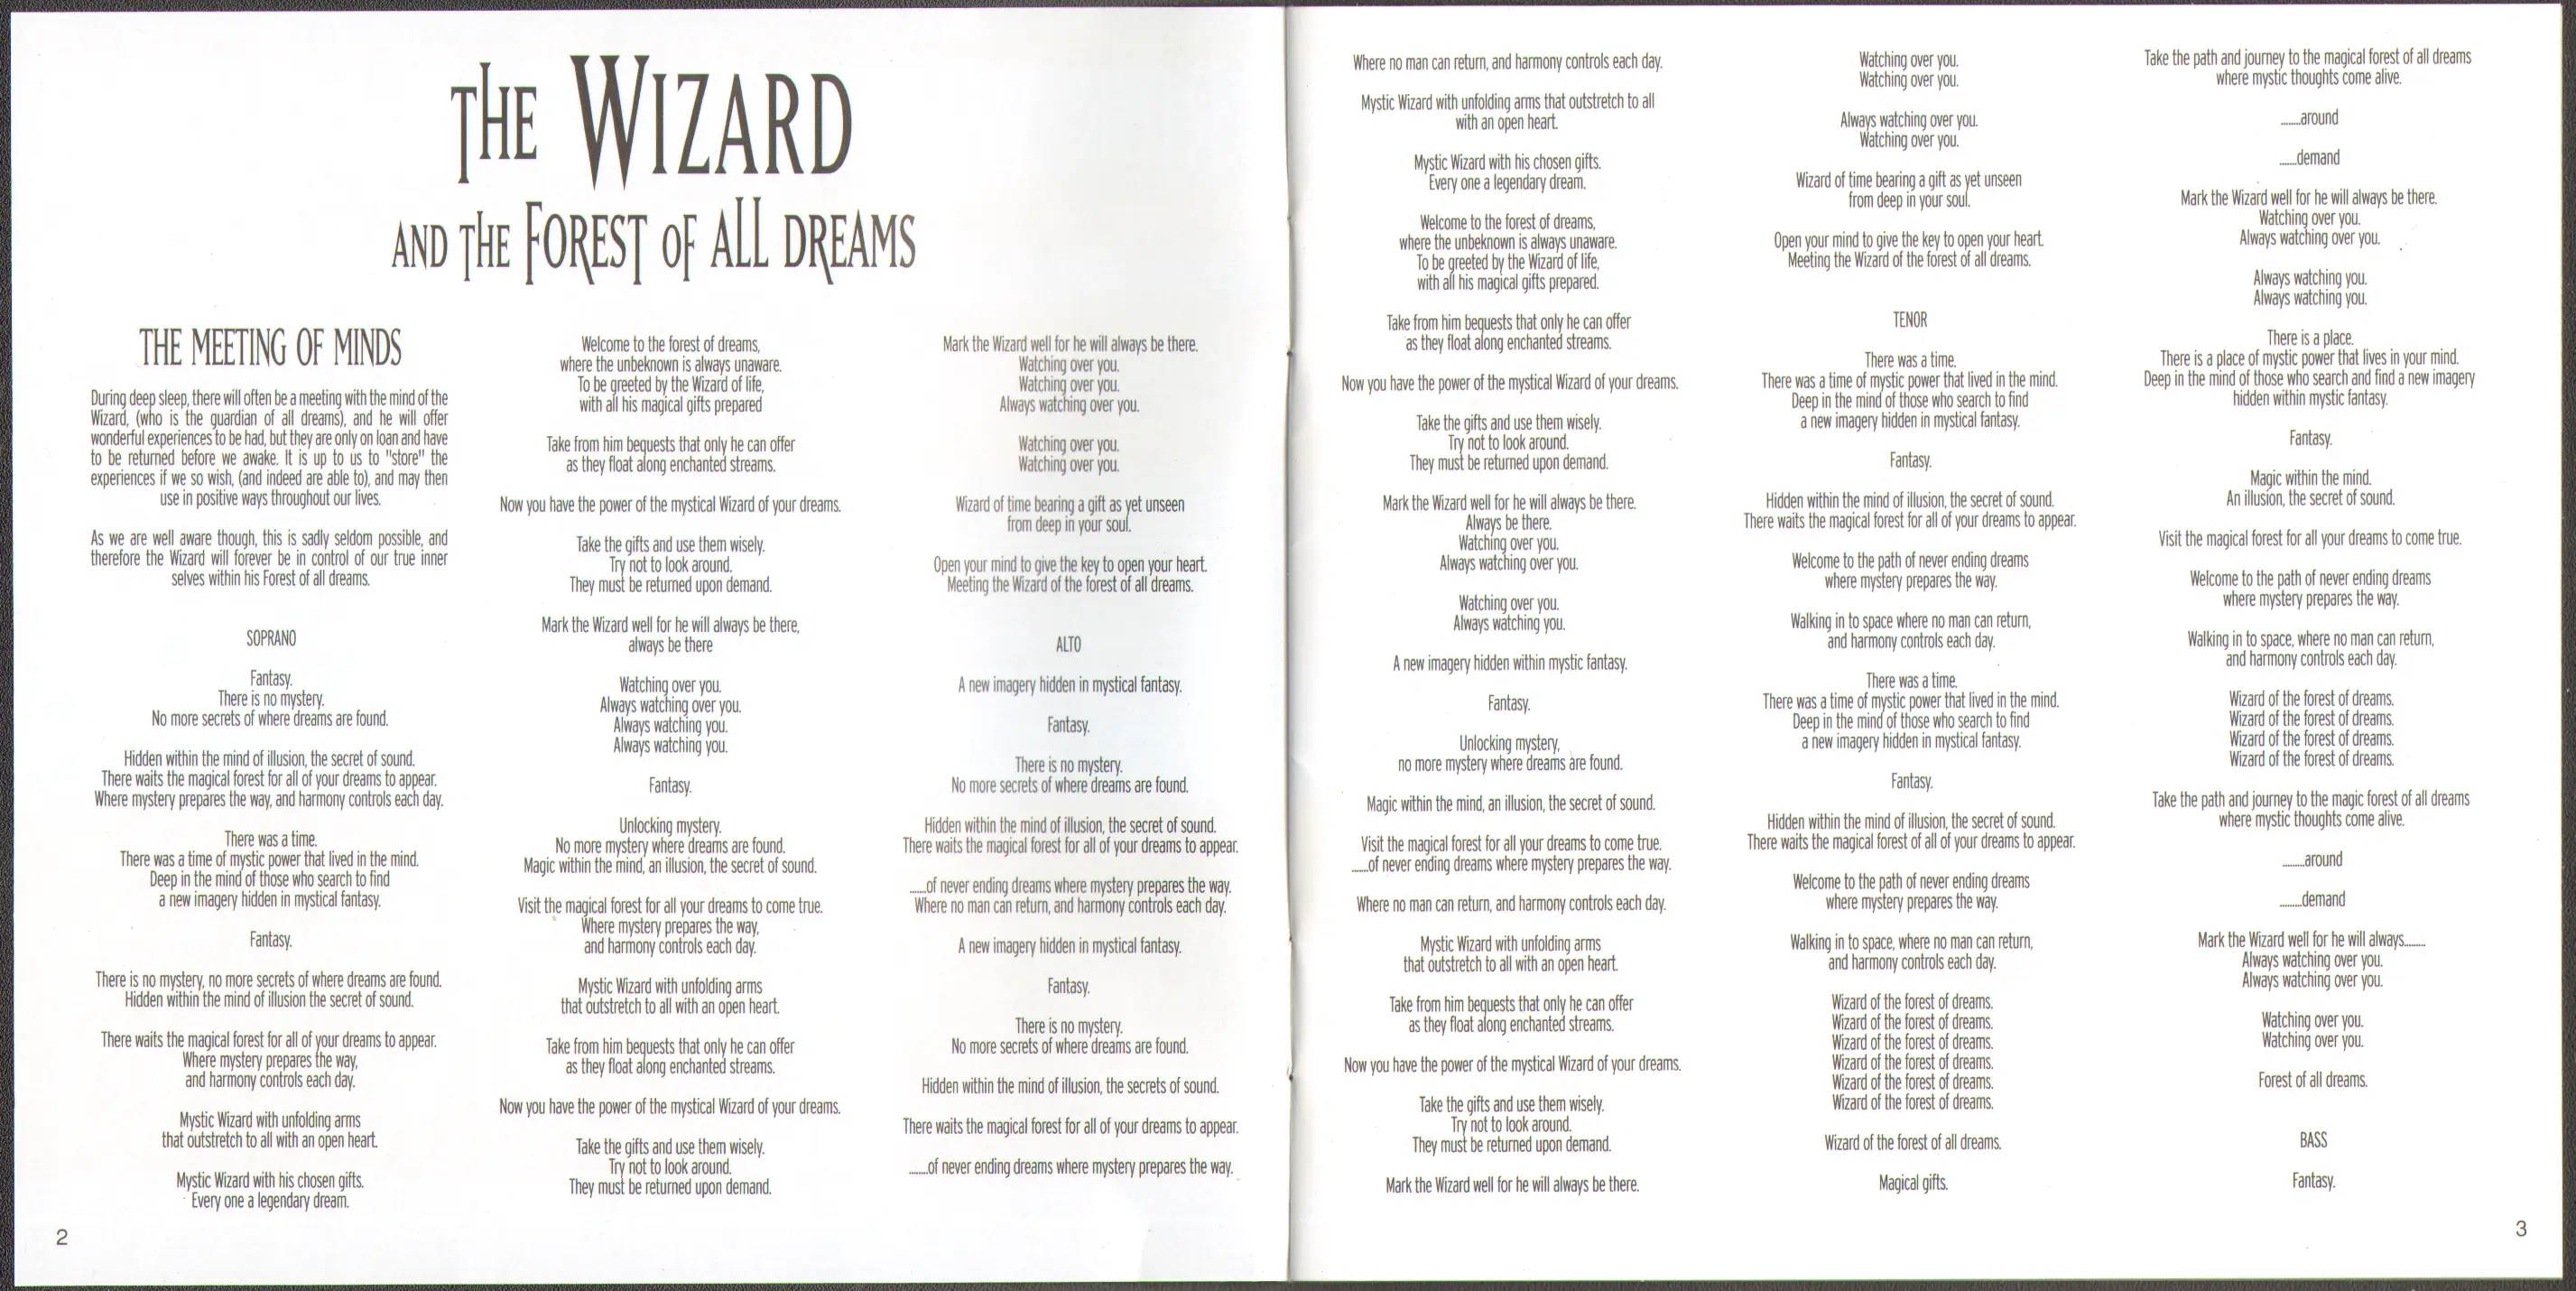 THE WIZARD
AND THE FOREST OF ALL DREAMS
THE MEETING OF MINDS
During deep sleep, there will often be a meeting with the mind of the
Wizard, (who is the guardian of all dreams), and he will offer
wonderful experiences to be had, but they are only on loan and have
to be returned before we awake. It is up to us to "store" the
experiences if we so wish, (and indeed are able to), and may then
use in positive ways throughout our lives.
As we are well aware though, this is sadly seldom possible, and
therefore the Wizard will forever be in control of our true inner
selves within his Forest of all dreams.
SOPRANO
Fantasy.
There is no mystery.
No more secrets of where dreams are found.
Hidden within the mind of illusion, the secret of sound.
There waits the magical forest for all of your dreams to appear.
Where mystery prepares the way, and harmony controls each day.
There was a time.
There was a time of mystic power that lived in the mind.
Deep in the mind of those who search to find
a new imagery hidden in mystical fantasy.
Fantasy.
There is no mystery, no more secrets of where dreams are found.
Hidden within the mind of illusion the secret of sound.
There waits the magical forest for all of your dreams to appear.
Where mystery prepares the way,
and harmony controls each day.
Mystic Wizard with unfolding arms
that outstretch to all with an open heart.
Mystic Wizard with his chosen gifts.
Every one a legendary dream.
2
Welcome to the forest of dreams,
where the unbeknown is always unaware.
To be greeted by the Wizard of life,
with all his magical gifts prepared
Take from him bequests that only he can offer
as they float along enchanted streams.
Now you have the power of the mystical Wizard of your dreams.
Take the gifts and use them wisely.
Try not to look around.
They must be returned upon demand.
Mark the Wizard well for he will always be there,
always be there
Watching over you.
Always watching over you.
Always watching you.
Always watching you.
Fantasy.
Unlocking mystery.
No more mystery where dreams are found.
Magic within the mind, an illusion, the secret of sound.
Visit the magical forest for all your dreams to come true.
Where mystery prepares the way,
and harmony controls each day.
Mystic Wizard with unfolding arms
that outstretch to all with an open heart.
Take from him bequests that only he can offer
as they float along enchanted streams.
Now you have the power of the mystical Wizard of your dreams.
Take the gifts and use them wisely.
Try not to look around.
They must be returned upon demand.
Mark the Wizard well for he will always be there.
Watching over you.
Watching over you.
Always watching over you.
Watching over you.
Watching over you.
Wizard of time bearing a gift as yet unseen
from deep in your soul.
Open your mind to give the key to open your heart.
Meeting the Wizard of the forest of all dreams.
ALTO
A new imagery hidden in mystical fantasy.
Fantasy.
There is no mystery.
No more secrets of where dreams are found.
Hidden within the mind of illusion, the secret of sound.
There waits the magical forest for all of your dreams to appear.
......of never ending dreams where mystery prepares the way.
Where no man can return, and harmony controls each day.
A new imagery hidden in mystical fantasy.
Fantasy.
There is no mystery.
No more secrets of where dreams are found.
Hidden within the mind of illusion, the secrets of sound.
There waits the magical forest for all of your dreams to appear.
.......of never ending dreams where mystery prepares the way.
Where no man can return, and harmony controls each day.
Mystic Wizard with unfolding arms that outstretch to all
with an open heart.
Mystic Wizard with his chosen gifts.
Every one a legendary dream.
Welcome to the forest of dreams,
where the unbeknown is always unaware.
To be greeted by the Wizard of life,
with all his magical gifts prepared.
Take from him bequests that only he can offer
as they float along enchanted streams.
Now you have the power of the mystical Wizard of your dreams.
Take the gifts and use them wisely.
Try not to look around.
They must be returned upon demand.
Mark the Wizard well for he will always be there.
Always be there.
Watching over you.
Always watching over you.
Watching over you.
Always watching you.
A new imagery hidden within mystic fantasy.
Fantasy.
Unlocking mystery,
no more mystery where dreams are found.
Magic within the mind, an illusion, the secret of sound.
Visit the magical forest for all your dreams to come true.
......of never ending dreams where mystery prepares the way.
Where no man can return, and harmony controls each day.
Mystic Wizard with unfolding arms
that outstretch to all with an open heart.
Take from him bequests that only he can offer
as they float along enchanted streams.
Now you have the power of the mystical Wizard of your dreams.
Take the gifts and use them wisely.
Try not to look around.
They must be returned upon demand.
Mark the Wizard well for he will always be there.
Watching over you.
Watching over you.
Always watching over you.
Watching over you.
Wizard of time bearing a gift as yet unseen
from deep in your soul.
Open your mind to give the key to open your heart.
Meeting the Wizard of the forest of all dreams.
TENOR
There was a time.
There was a time of mystic power that lived in the mind.
Deep in the mind of those who search to find
a new imagery hidden in mystical fantasy.
Fantasy.
Hidden within the mind of illusion, the secret of sound.
There waits the magical forest for all of your dreams to appear.
Welcome to the path of never ending dreams
where mystery prepares the way.
Walking in to space where no man can return,
and harmony controls each day.
There was a time.
There was a time of mystic power that lived in the mind.
Deep in the mind of those who search to find
a new imagery hidden in mystical fantasy.
Fantasy.
Hidden within the mind of illusion, the secret of sound.
There waits the magical forest of all of your dreams to appear.
Welcome to the path of never ending dreams
where mystery prepares the way.
Walking in to space, where no man can return,
and harmony controls each day.
Wizard of the forest of dreams.
Wizard of the forest of dreams.
Wizard of the forest of dreams.
Wizard of the forest of dreams.
Wizard of the forest of dreams.
Wizard of the forest of dreams.
Wizard of the forest of all dreams.
Magical gifts.
Take the path and journey to the magical forest of all dreams
where mystic thoughts come alive.
.......around
......demand
Mark the Wizard well for he will always be there.
Watching over you.
Always watching over you.
Always watching you.
Always watching you.
There is a place.
There is a place of mystic power that lives in your mind.
Deep in the mind of those who search and find a new imagery
hidden within mystic fantasy.
Fantasy.
Magic within the mind.
An illusion, the secret of sound.
Visit the magical forest for all your dreams to come true.
Welcome to the path of never ending dreams
where mystery prepares the way.
Walking in to space, where no man can return,
and harmony controls each day.
Wizard of the forest of dreams.
Wizard of the forest of dreams.
Wizard of the forest of dreams.
Wizard of the forest of dreams.
Take the path and journey to the magic forest of all dreams
where mystic thoughts come alive.
........around
........demand
Mark the Wizard well for he will always........
Always watching over you.
Always watching over you.
Watching over you.
Watching over you.
Forest of all dreams.
BASS
Fantasy.
3